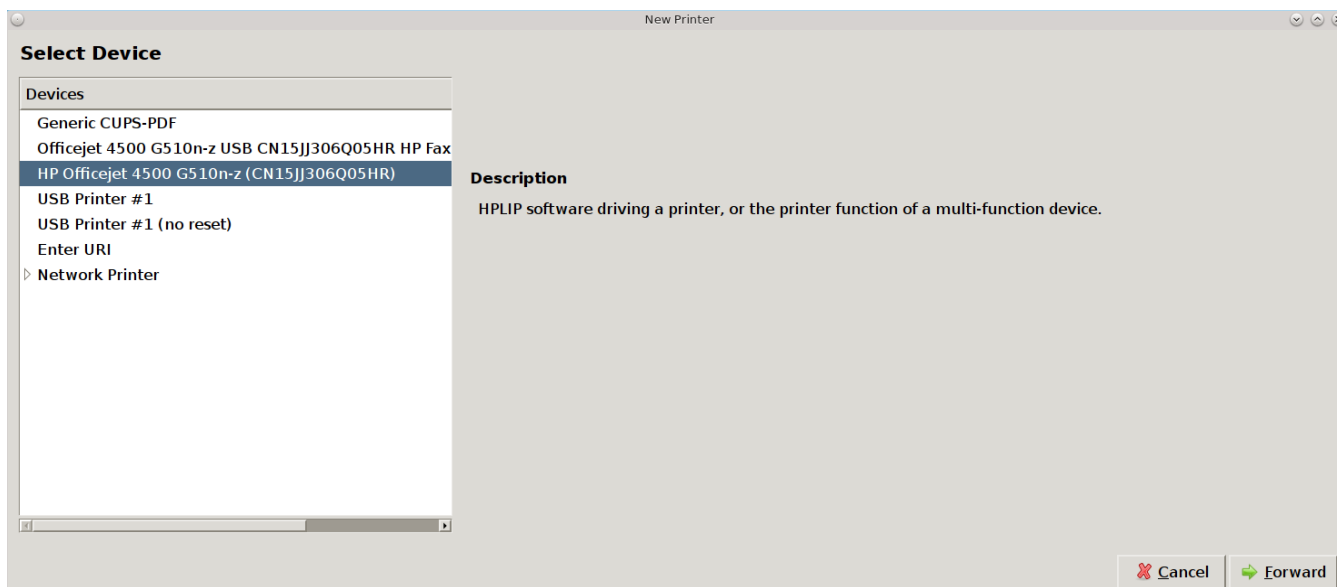 New Printer
Select Device
Devices
Generic CUPS-PDF
Officejet 4500 G510n-z USB CN15JJ306Q05HR HP Fax
HP Officejet 4500 G510n-z (CN15JJ306Q05HR)
USB Printer #1
USB Printer #1 (no reset)
Enter URI
Network Printer
Description
HPLIP software driving a printer, or the printer function of a multi-function device.
Cancel
Forward